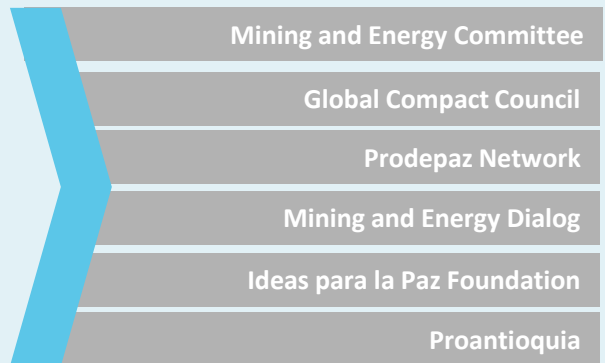 Mining and Energy Committee
Global Compact Council
Prodepaz Network
Mining and Energy Dialog
Ideas para la Paz Foundation
Proantioquia